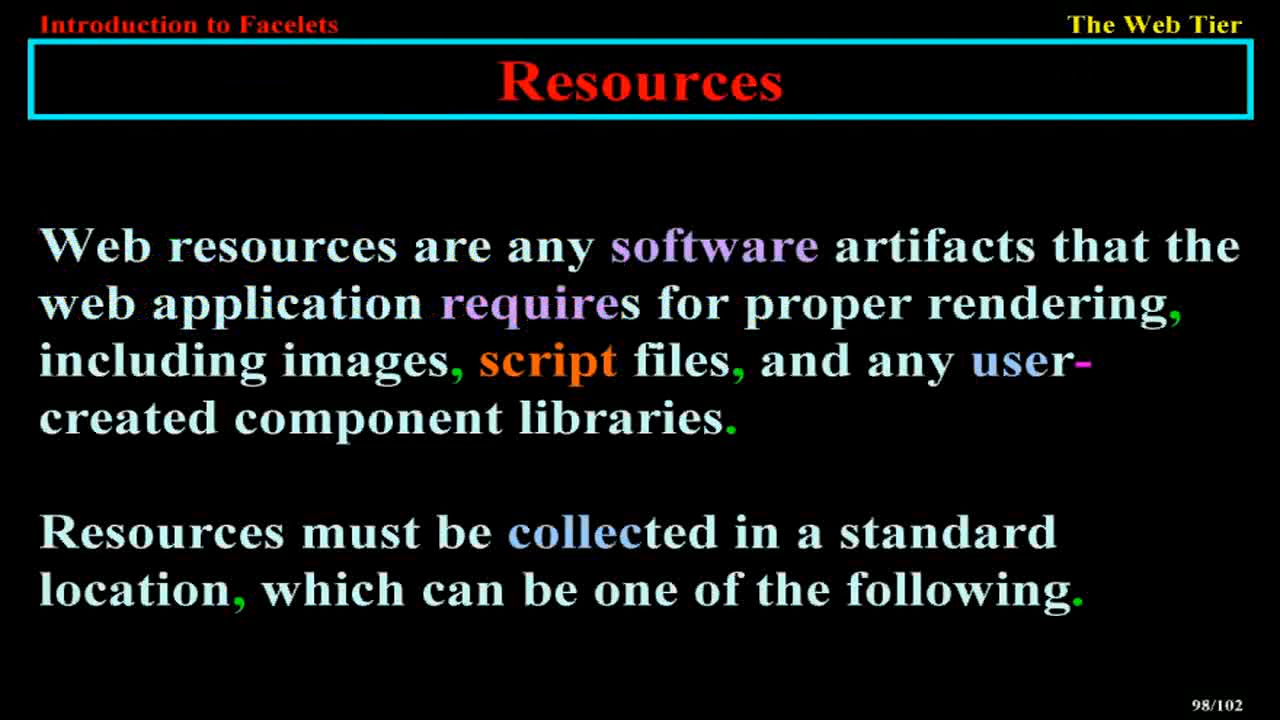 Introduction to Facelets
The Web Tier
Resources
Web resources are any software artifacts that the
web application requires for proper rendering,
including images, script files, and any user-
created component libraries.
Resources must be collected in a standard
location, which can be one of the following.
98/102